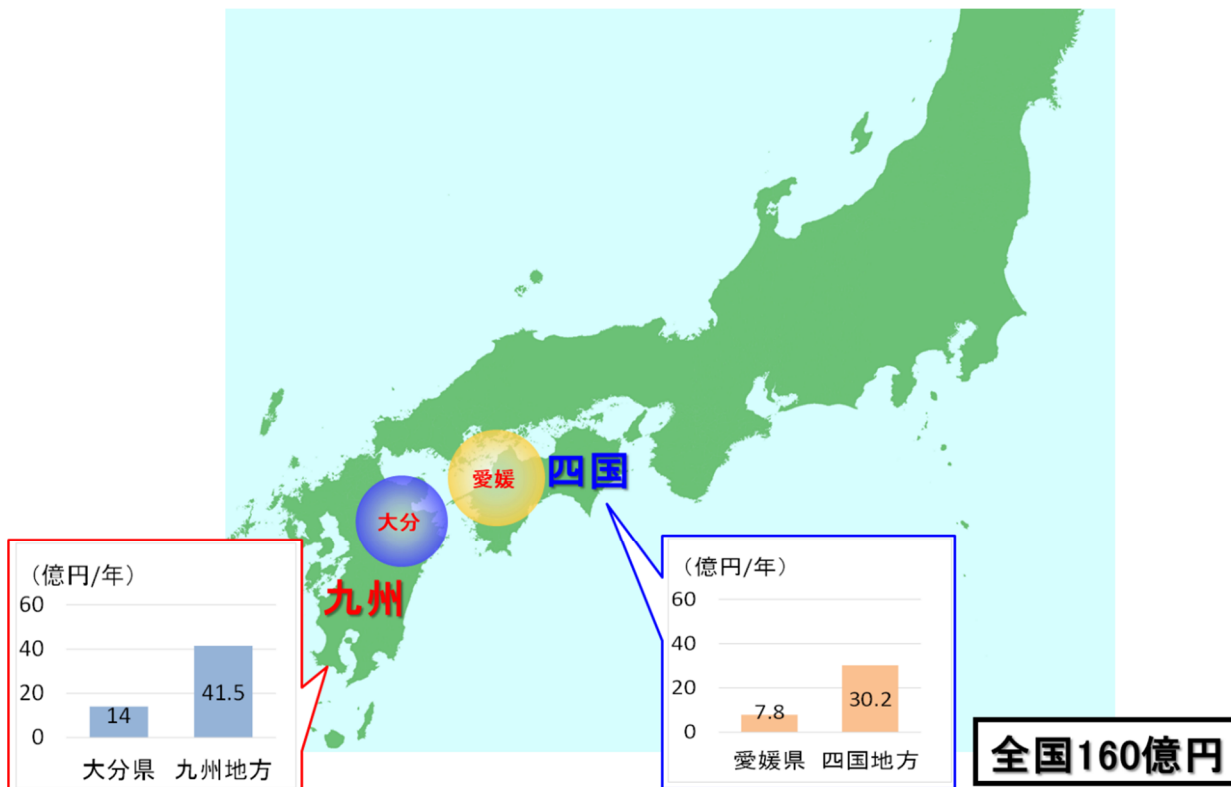 愛媛
四国
大分
九州
（億円/年）
60
40
20
0
14
41.5
大分県 九州地方
（億円/年）
60
40
20
0
7.8
30.2
愛媛県 四国地方
全国160億円